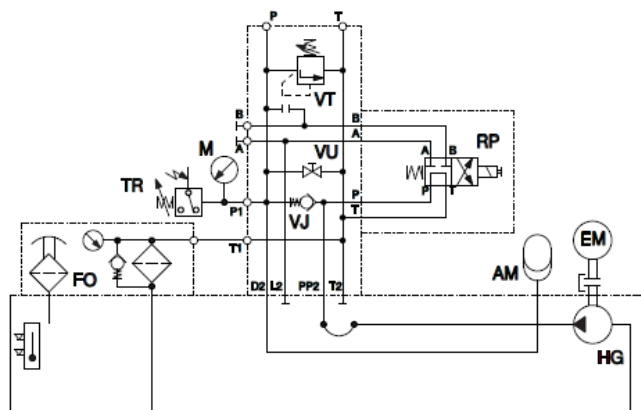 P T
VT
B B
A A A B RP
M VU
TR P P T
P1 VJ T
T1 EM
FO AM
D2 L2 PP2 T2
HG